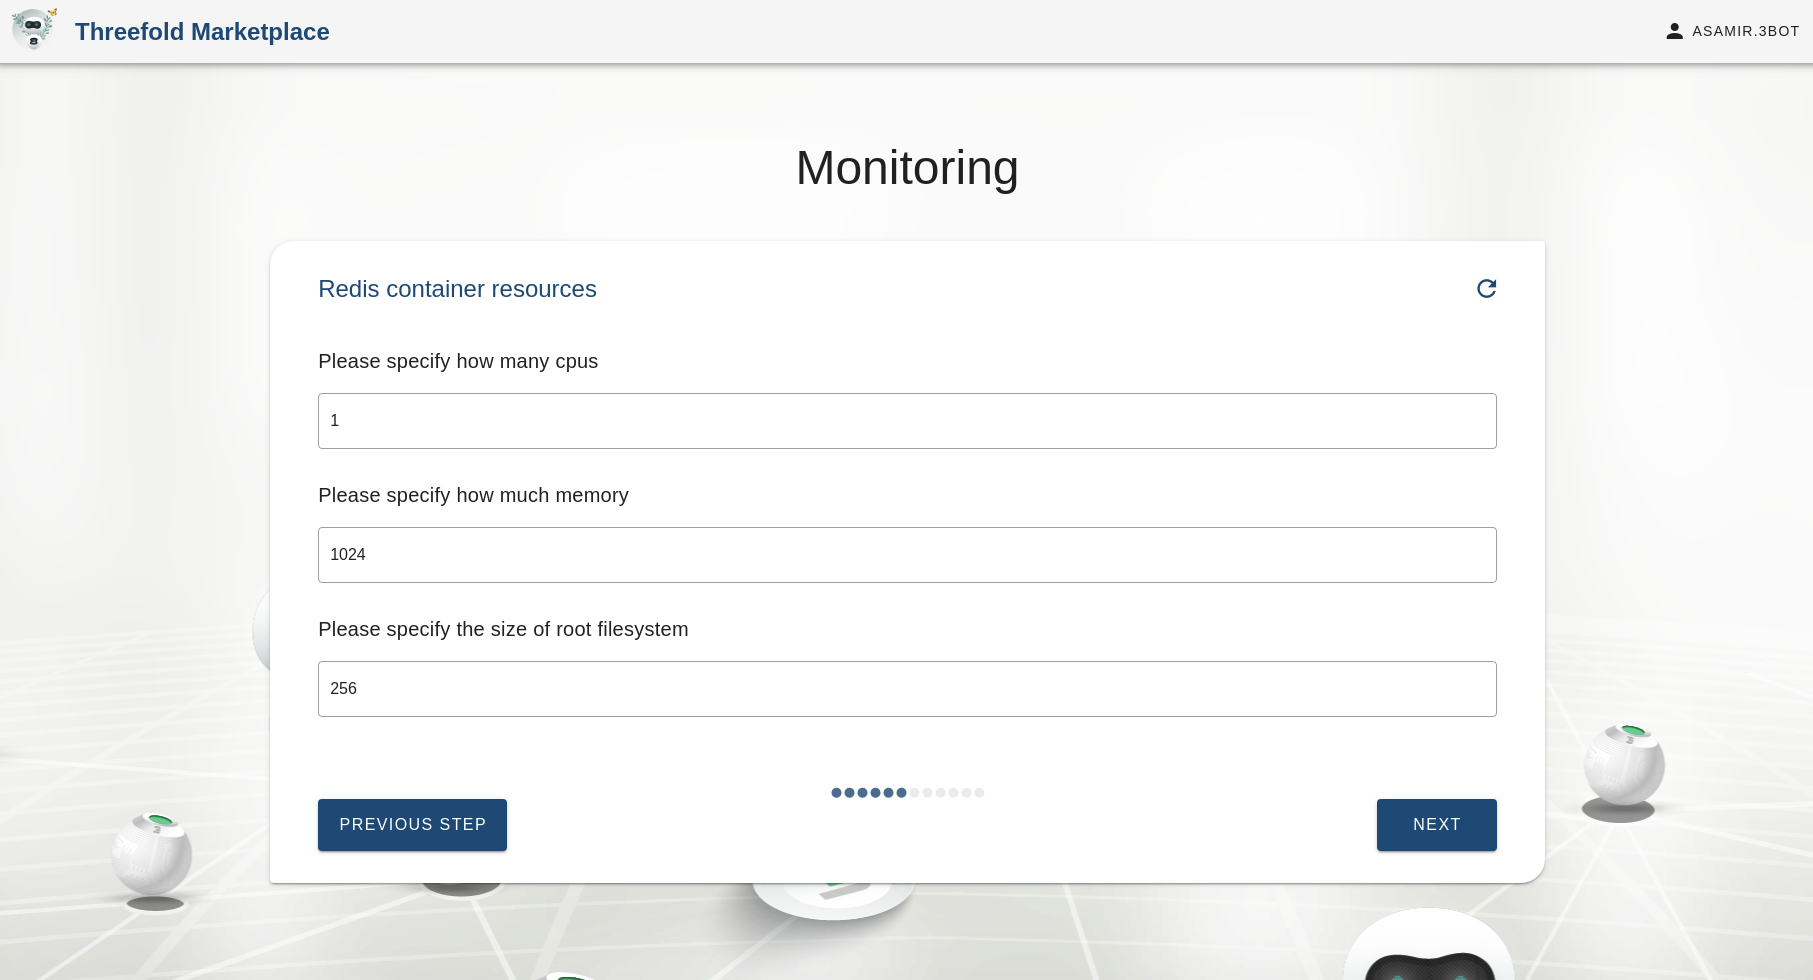 Threefold Marketplace
ASAMIR.3BOT
Monitoring
Redis container resources
Please specify how many cpus
1
Please specify how much memory
1024
Please specify the size of root filesystem
256
PREVIOUS STEP
NEXT